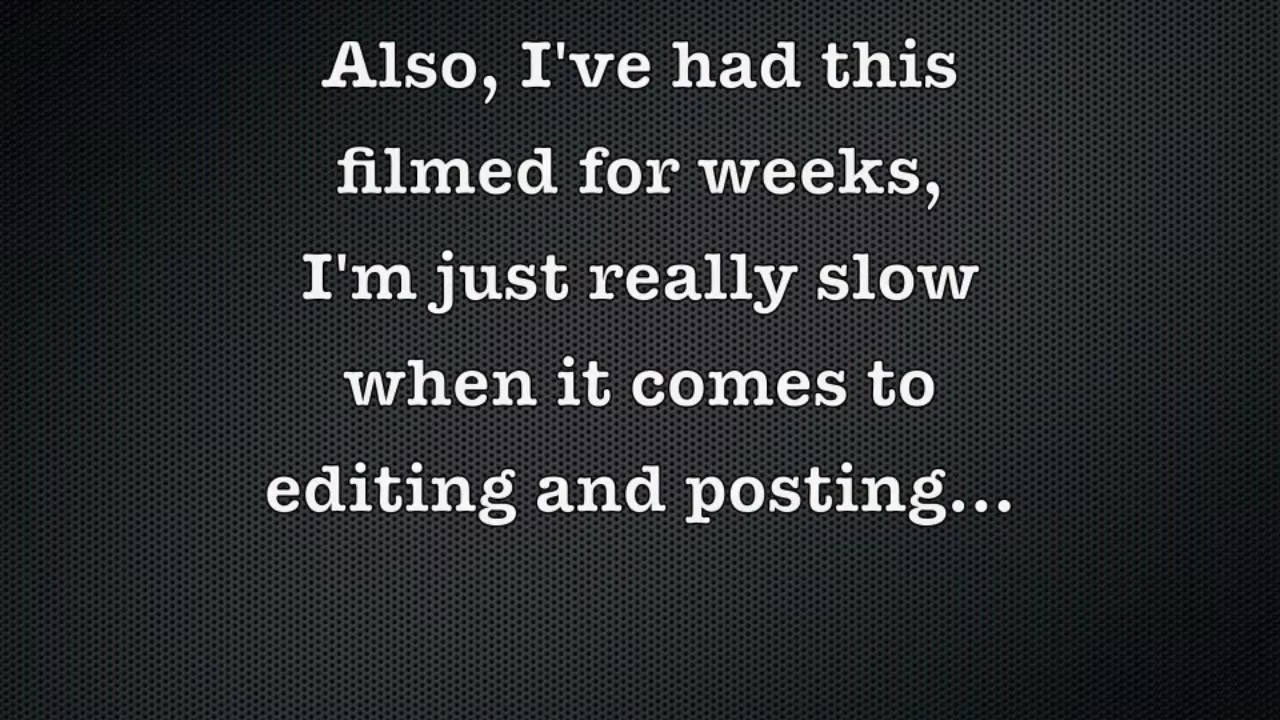 Also, I've had this
filmed for weeks,
I'm just really slow
when it comes to
editing and posting...